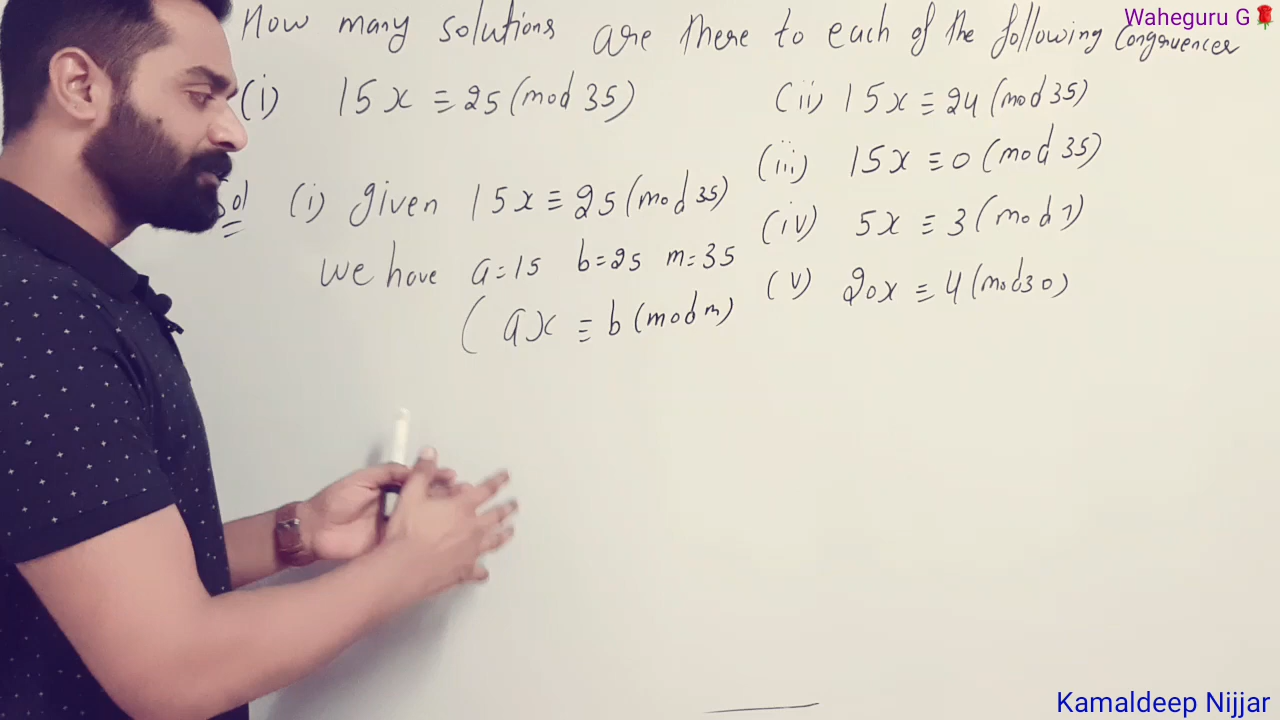 Waheguru G🌹
How many solutions are there to each of the following Congruences
(i) 15x ≡ 25 (mod 35)
(ii) 15x ≡ 24 (mod 35)
(iii) 15x ≡ 0 (mod 35)
(iv) 5x ≡ 3 (mod 7)
(v) 20x ≡ 4 (mod 30)
Sol (i) given 15x ≡ 25 (mod 35)
We have a=15 b=25 m=35
( ax ≡ b (mod m)
Kamaldeep Nijjar